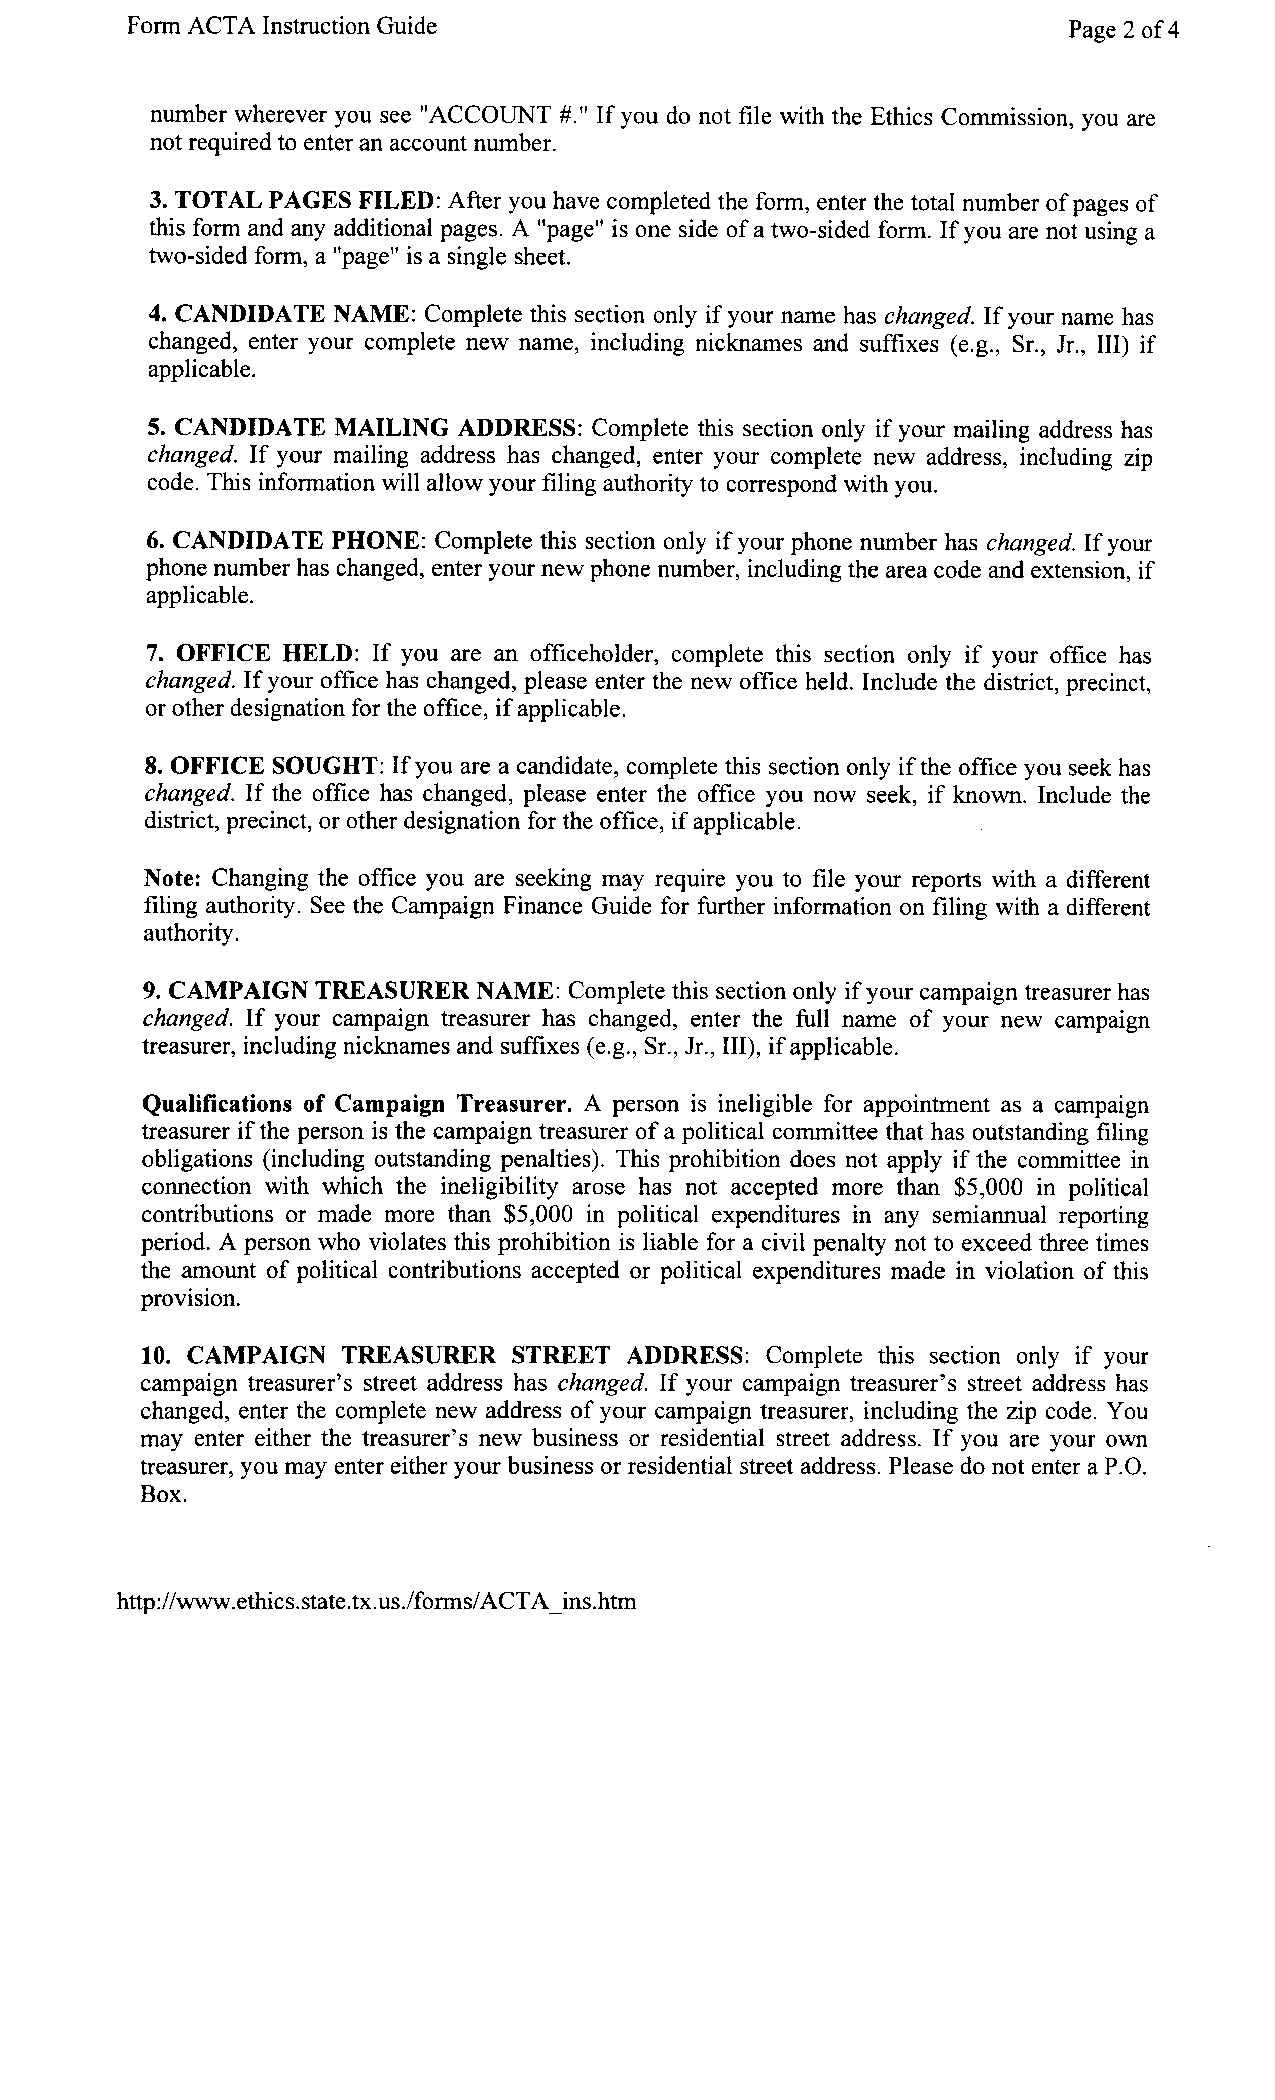 Form ACTA Instruction Guide Page 2 of 4
number wherever you see "ACCOUNT #." If you do not file with the Ethics Commission, you are
not required to enter an account number.
3. TOTAL PAGES FILED: After you have completed the form, enter the total number of pages of
this form and any additional pages. A "page" is one side of a two-sided form. If you are not using a
two-sided form, a "page" is a single sheet.
4. CANDIDATE NAME: Complete this section only if your name has changed. If your name has
changed, enter your complete new name, including nicknames and suffixes (e.g., Sr., Jr., III) if
applicable.
5. CANDIDATE MAILING ADDRESS: Complete this section only if your mailing address has
changed. If your mailing address has changed, enter your complete new address, including zip
code. This information will allow your filing authority to correspond with you.
6. CANDIDATE PHONE: Complete this section only if your phone number has changed. If your
phone number has changed, enter your new phone number, including the area code and extension, if
applicable.
7. OFFICE HELD: If you are an officeholder, complete this section only if your office has
changed. If your office has changed, please enter the new office held. Include the district, precinct,
or other designation for the office, if applicable.
8. OFFICE SOUGHT: If you are a candidate, complete this section only if the office you seek has
changed. If the office has changed, please enter the office you now seek, if known. Include the
district, precinct, or other designation for the office, if applicable.
Note: Changing the office you are seeking may require you to file your reports with a different
filing authority. See the Campaign Finance Guide for further information on filing with a different
authority.
9. CAMPAIGN TREASURER NAME: Complete this section only if your campaign treasurer has
changed. If your campaign treasurer has changed, enter the full name of your new campaign
treasurer, including nicknames and suffixes (e.g., Sr., Jr., III), if applicable.
Qualifications of Campaign Treasurer. A person is ineligible for appointment as a campaign
treasurer if the person is the campaign treasurer of a political committee that has outstanding filing
obligations (including outstanding penalties). This prohibition does not apply if the committee in
connection with which the ineligibility arose has not accepted more than $5,000 in political
contributions or made more than $5,000 in political expenditures in any semiannual reporting
period. A person who violates this prohibition is liable for a civil penalty not to exceed three times
the amount of political contributions accepted or political expenditures made in violation of this
provision.
10. CAMPAIGN TREASURER STREET ADDRESS: Complete this section only if your
campaign treasurer's street address has changed. If your campaign treasurer's street address has
changed, enter the complete new address of your campaign treasurer, including the zip code. You
may enter either the treasurer's new business or residential street address. If you are your own
treasurer, you may enter either your business or residential street address. Please do not enter a P.O.
Box.
http://www.ethics.state.tx.us./forms/ACTA_ins.htm